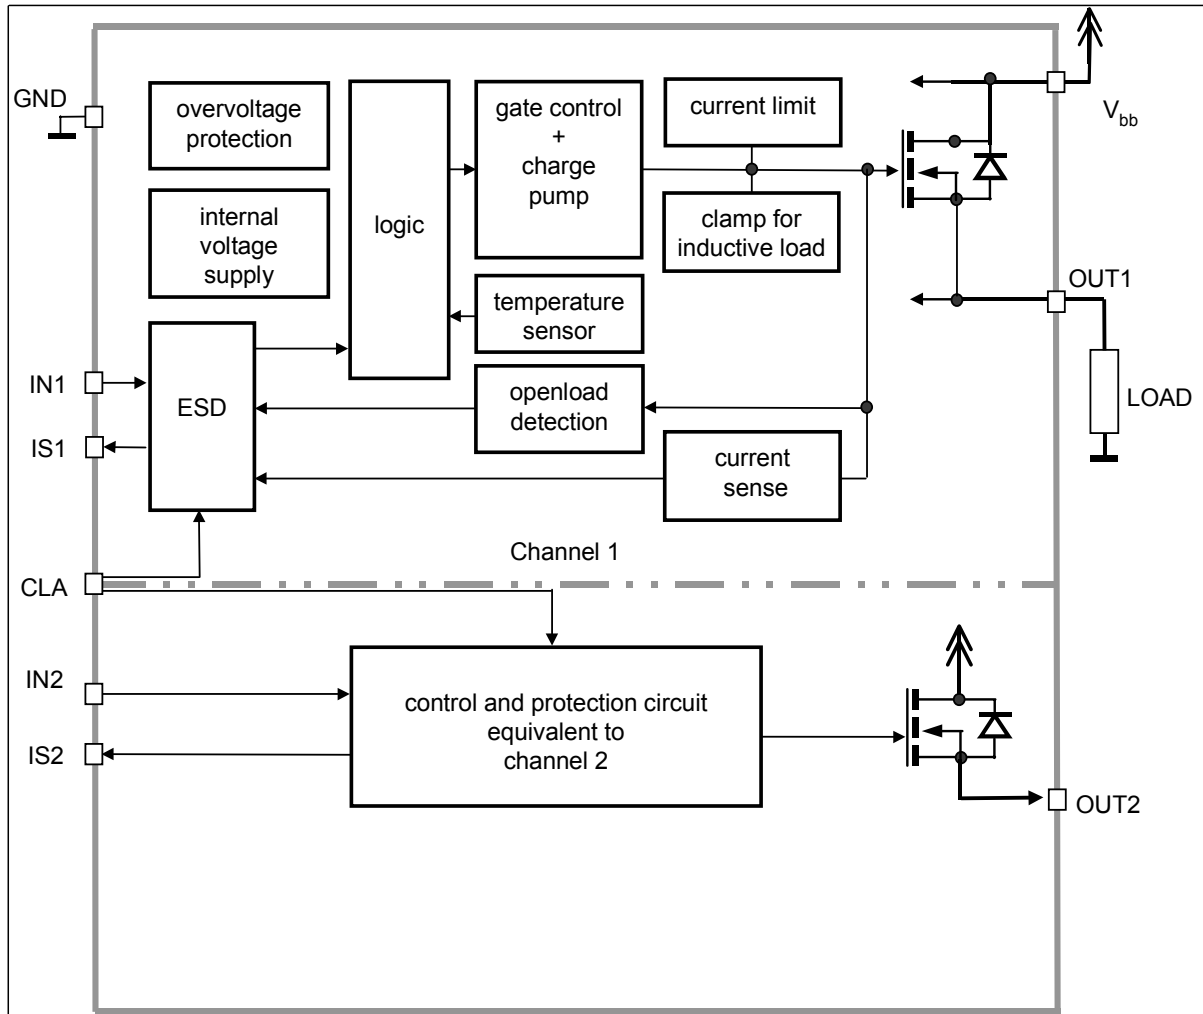 GND
overvoltage
protection
gate control
+
charge
pump
current limit
V_bb
internal
voltage
supply
logic
clamp for
inductive load
OUT1
temperature
sensor
IN1
ESD
openload
detection
LOAD
IS1
current
sense
Channel 1
CLA
IN2
control and protection circuit
equivalent to
channel 2
IS2
OUT2